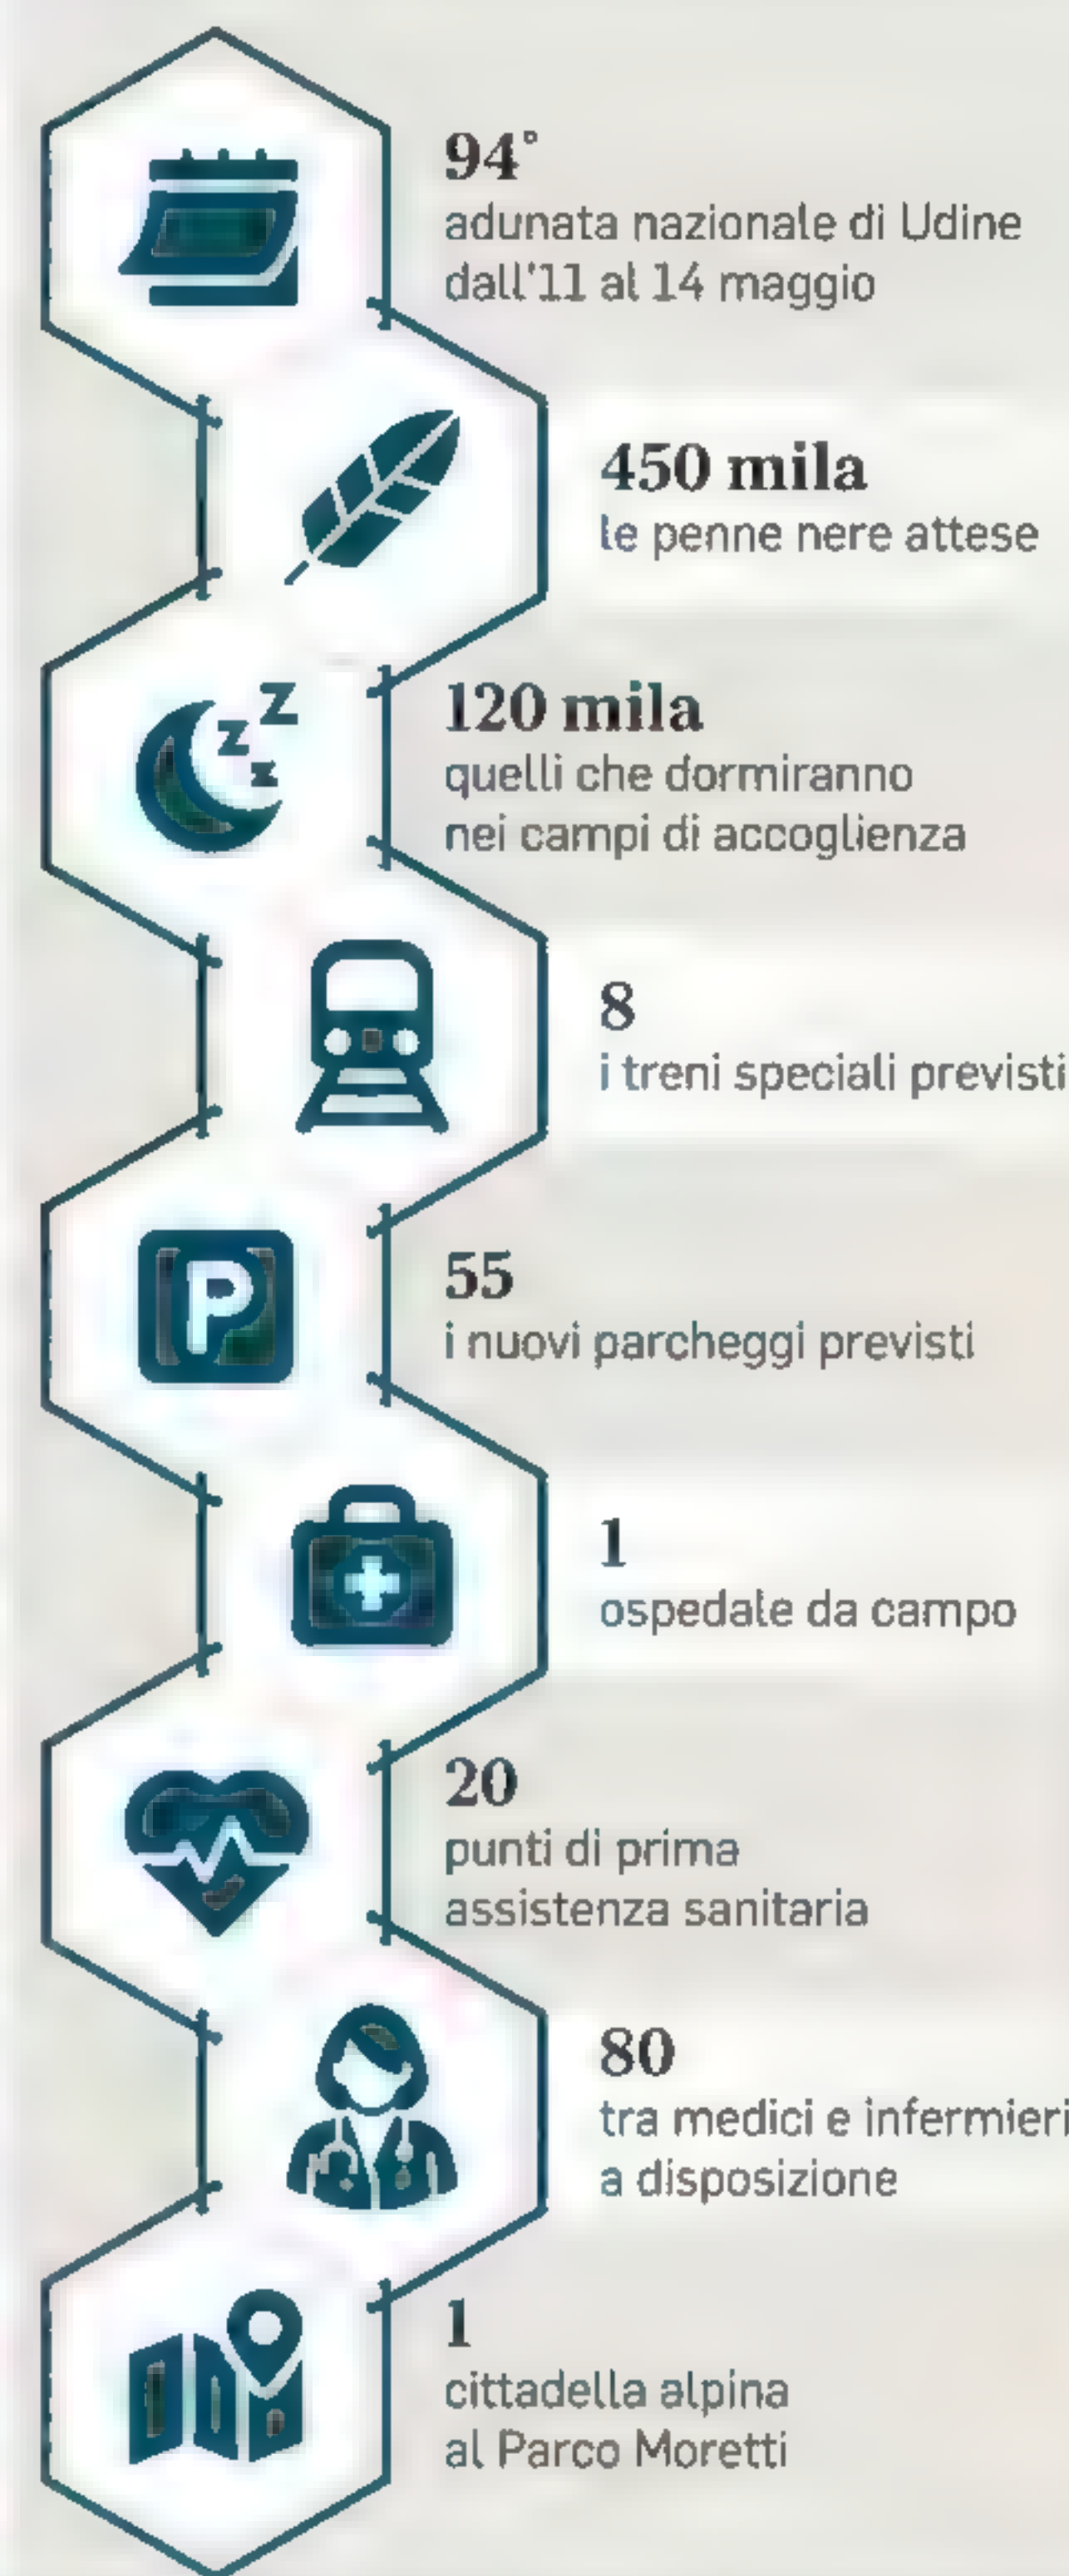 94°
adunata nazionale di Udine
dall'11 al 14 maggio
450 mila
le penne nere attese
z z z
120 mila
quelli che dormiranno
nei campi di accoglienza
8
i treni speciali previsti
P
55
i nuovi parcheggi previsti
1
ospedale da campo
20
punti di prima
assistenza sanitaria
80
tra medici e infermieri
a disposizione
1
cittadella alpina
al Parco Moretti